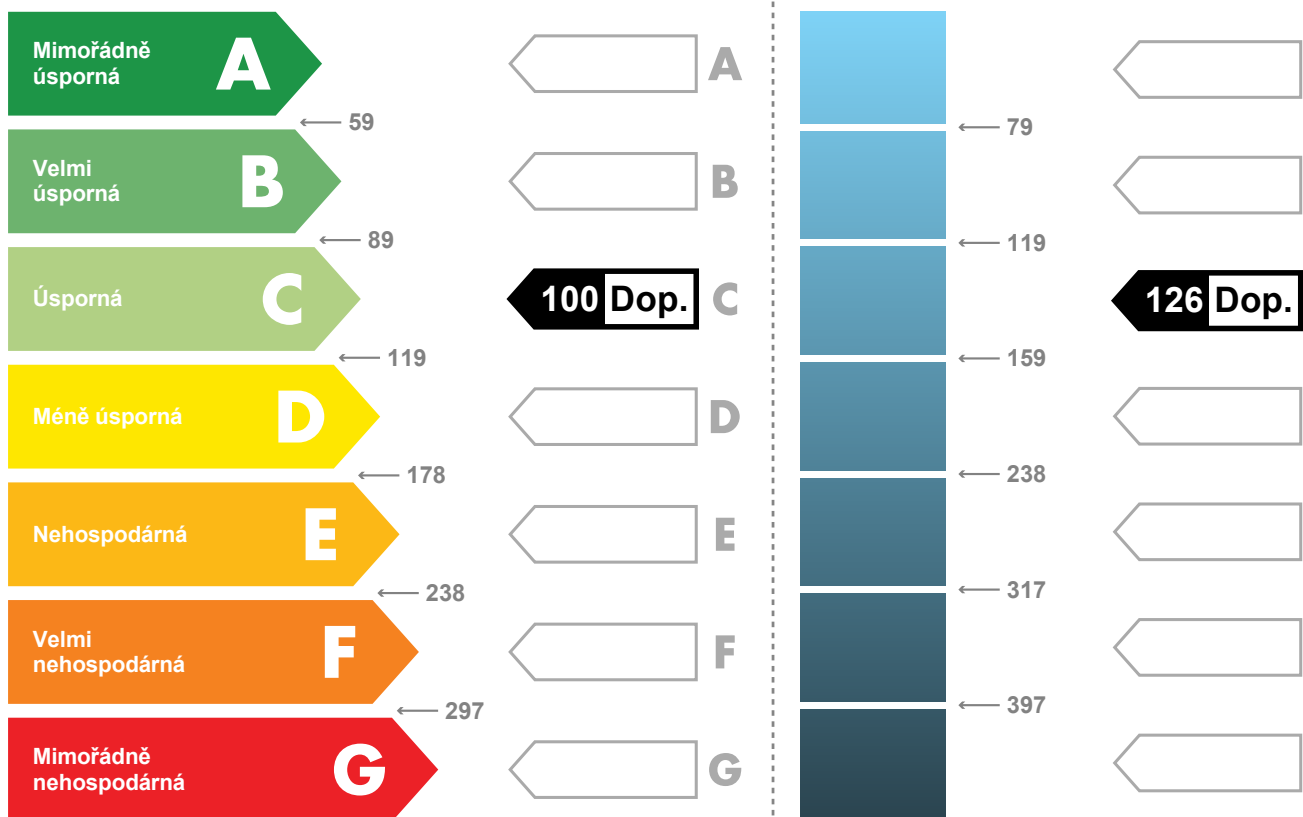 Mimořádně
úsporná
A
A
59
79
Velmi
úsporná
B
B
89
119
Úsporná
C
100 Dop.
C
126 Dop.
119
159
Méně úsporná
D
D
178
238
Nehospodárná
E
E
238
317
Velmi
nehospodárná
F
F
297
397
Mimořádně
nehospodárná
G
G